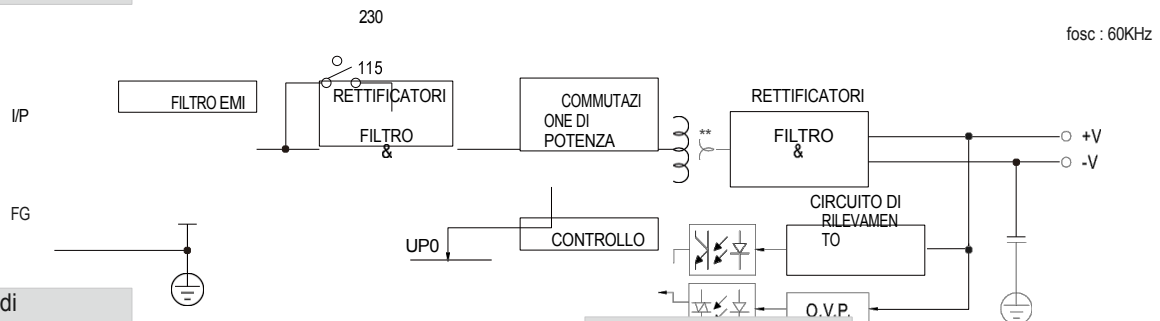 230
fosc : 60KHz
115
I/P
FILTRO EMI
RETTIFICATORI
FILTRO
&
COMMUTAZI
ONE DI
POTENZA
**
RETTIFICATORI
FILTRO
&
+V
-V
FG
UP0
CONTROLLO
CIRCUITO DI
RILEVAMEN
TO
O.V.P.
di